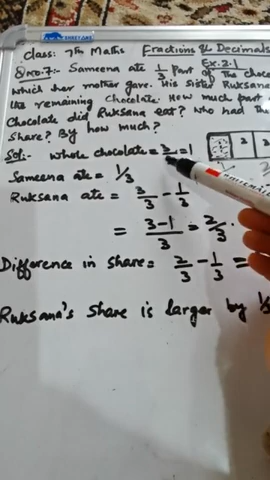 SHREYANS
Class: 7th Maths Fractions & Decimals
Ex: 2.1
Q.no.7:- Sameena ate 1/3 part of the choco
which her mother gave. His sister Ruksana
the remaining Chocolate. How much part
Chocolate did Ruksana eat? Who had the
Share? By how much?
Sol:- Whole chocolate = 3/3 = 1
Sameena ate = 1/3
Ruksana ate = 3/3 - 1/3
= 3-1/3 = 2/3.
Difference in share = 2/3 - 1/3 =
Ruksana's share is larger by 1/3